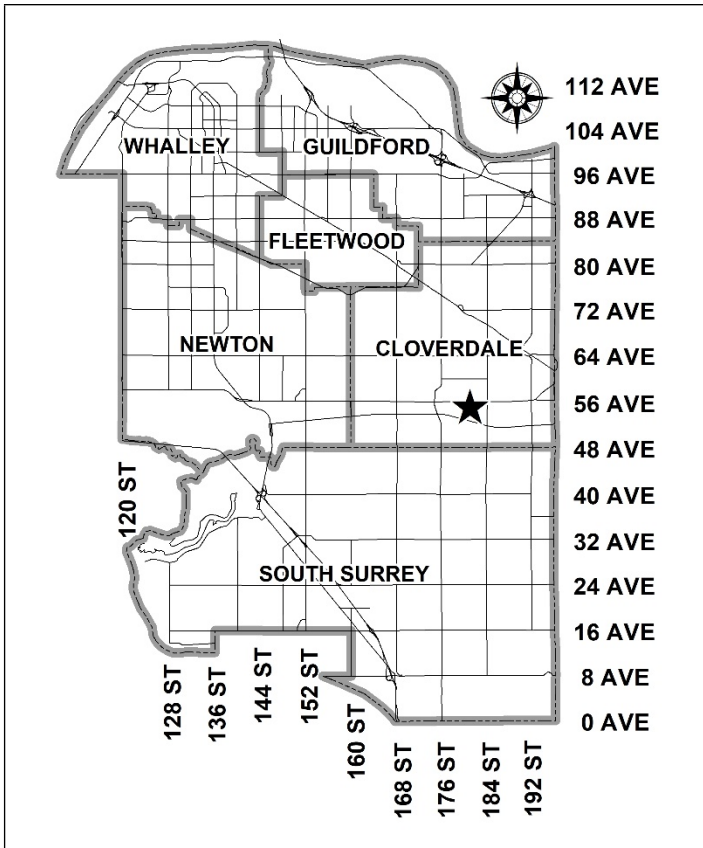 112 AVE
104 AVE
WHALLEY
GUILDFORD
96 AVE
88 AVE
FLEETWOOD
80 AVE
72 AVE
NEWTON
CLOVERDALE
64 AVE
56 AVE
48 AVE
120 ST
40 AVE
32 AVE
SOUTH SURREY
24 AVE
16 AVE
8 AVE
0 AVE
128 ST
136 ST
144 ST
152 ST
160 ST
168 ST
176 ST
184 ST
192 ST